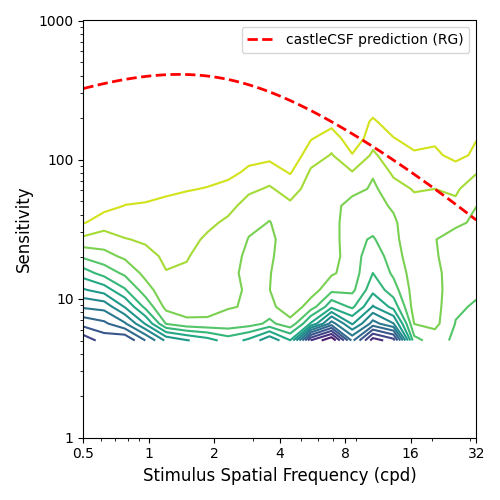 castleCSF prediction (RG)
1000
100
10
1
Sensitivity
0.5 1 2 4 8 16 32
Stimulus Spatial Frequency (cpd)